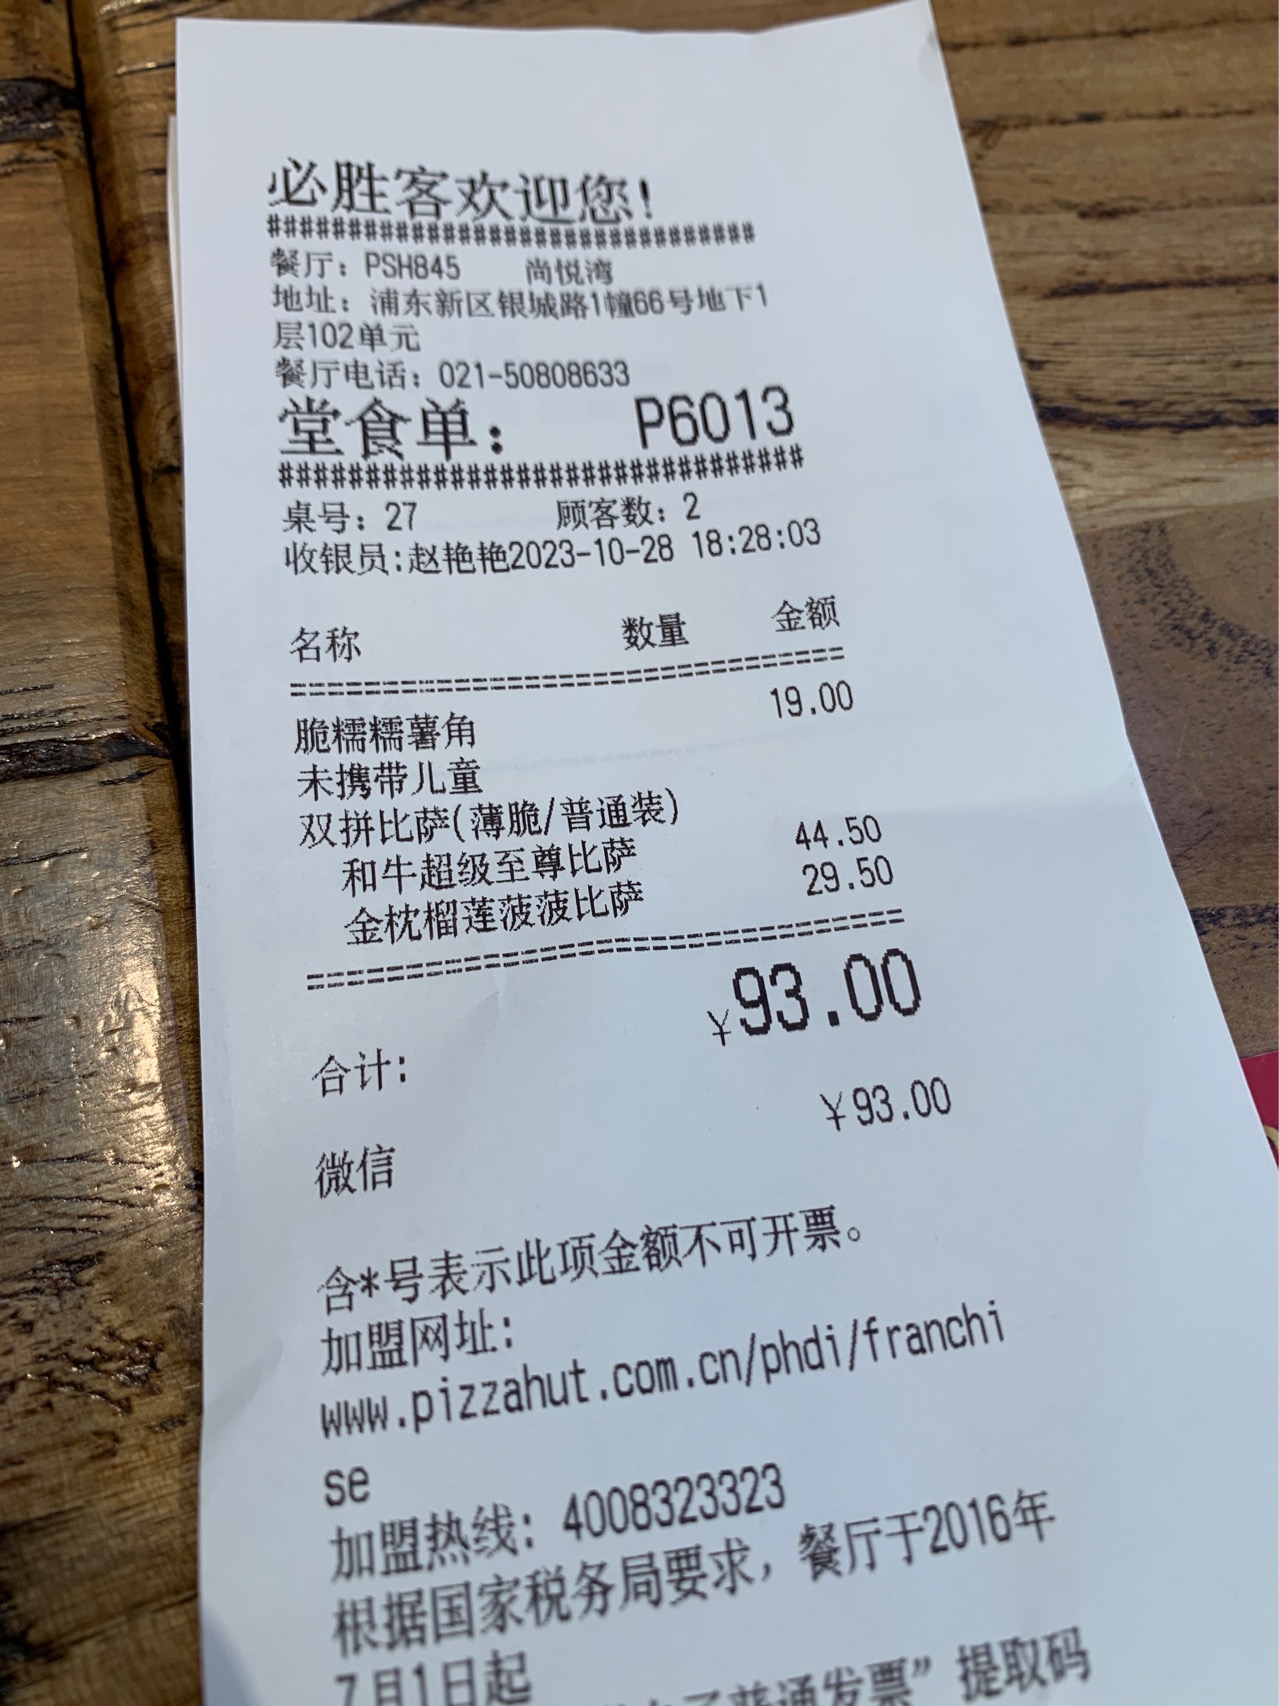 必胜客欢迎您!
###############################
餐厅: PSH845 尚悦湾
地址: 浦东新区银城路1幢66号地下1
层102单元
餐厅电话: 021-50808633
堂食单: P6013
###############################
桌号: 27 顾客数: 2
收银员:赵艳艳2023-10-28 18:28:03
名称 数量 金额
===============================
脆糯糯薯角 19.00
未携带儿童
双拼比萨(薄脆/普通装)
和牛超级至尊比萨 44.50
金枕榴莲菠菠比萨 29.50
===============================
¥93.00
合计:
¥93.00
微信
含*号表示此项金额不可开票。
加盟网址:
www.pizzahut.com.cn/phdi/franchi
se
加盟热线: 4008323323
根据国家税务局要求, 餐厅于2016年
7月1日起
普通发票” 提取码